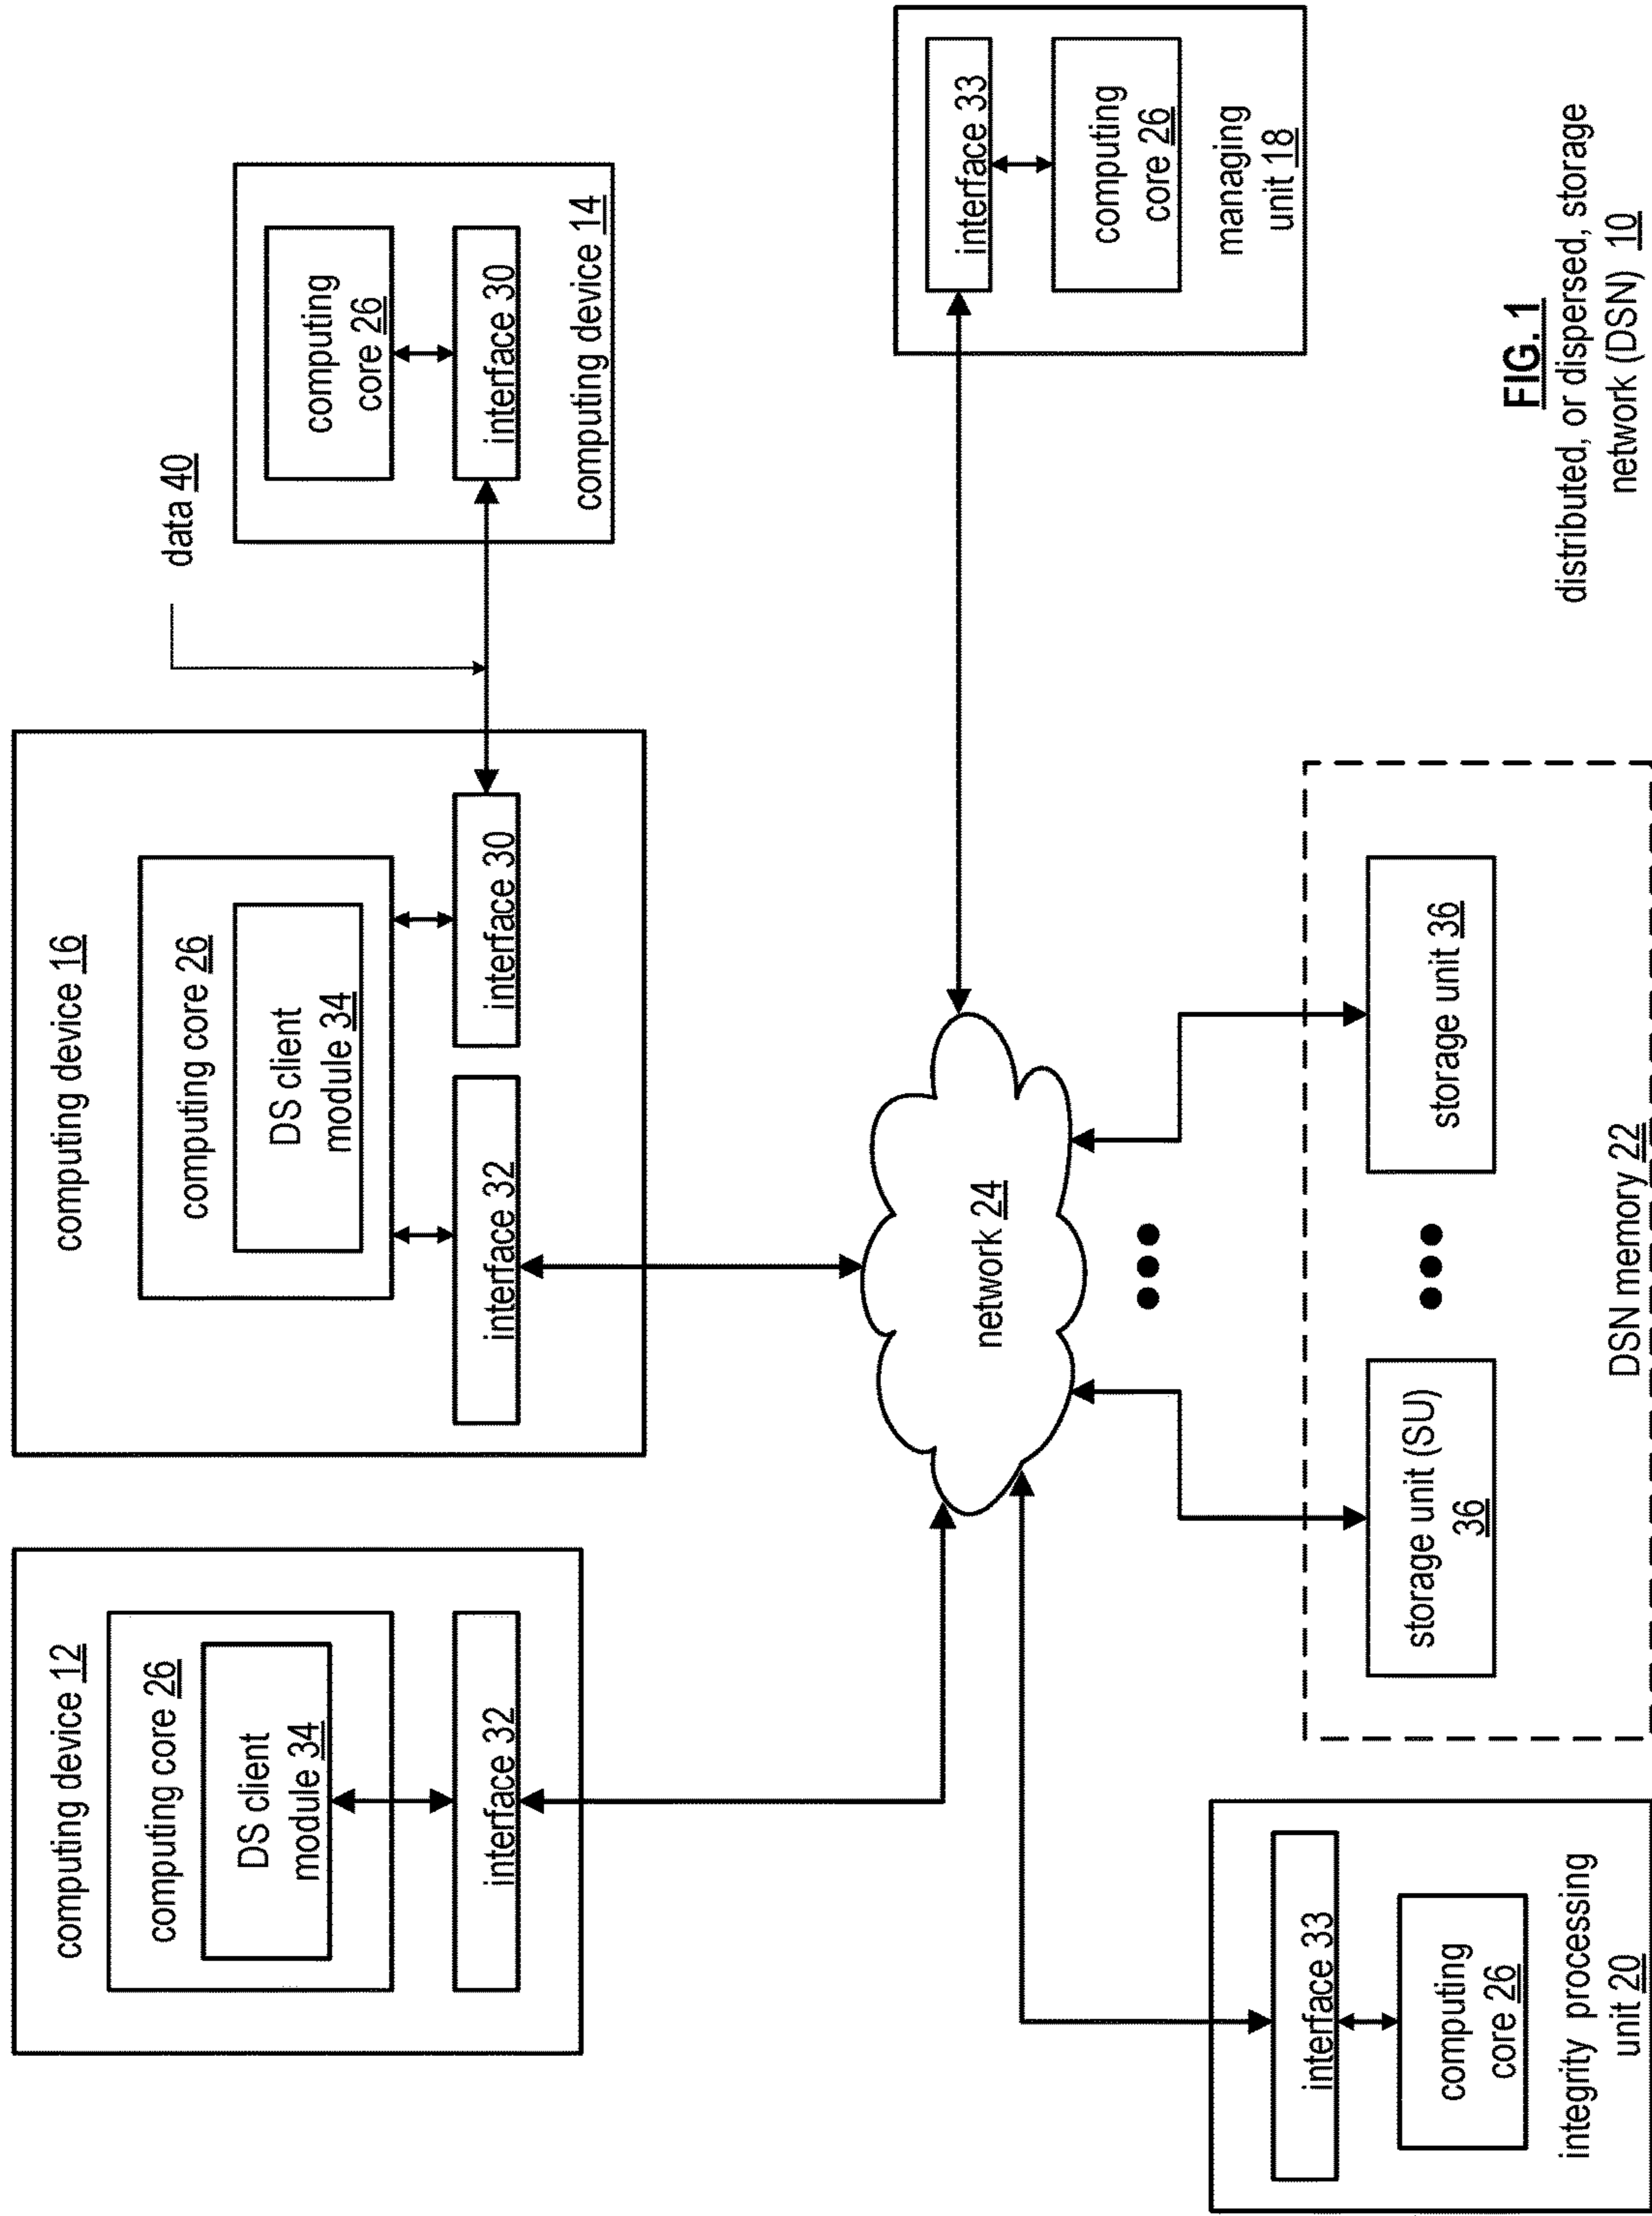 computing device 12
computing core 26
DS client
module 34
interface 32
computing device 16
computing core 26
DS client
module 34
interface 32
interface 30
data 40
computing
core 26
interface 30
computing device 14
network 24
interface 33
computing
core 26
managing
unit 18
interface 33
computing
core 26
integrity processing
unit 20
storage unit (SU)
36
storage unit 36
DSN memory 22
FIG. 1
distributed, or dispersed, storage
network (DSN) 10